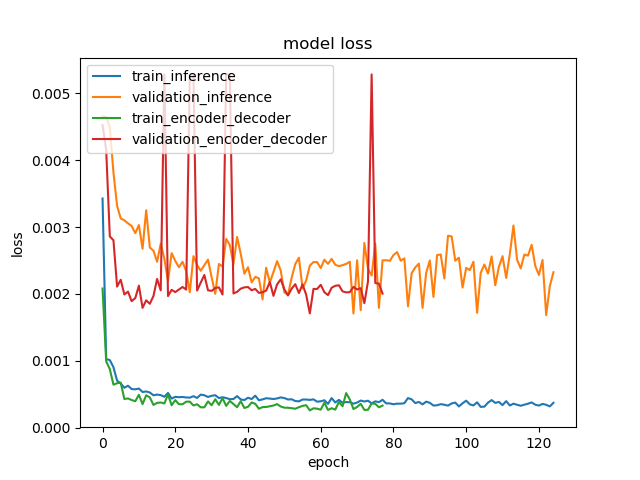 model loss
train_inference
validation_inference
train_encoder_decoder
validation_encoder_decoder
0.005
0.004
0.003
0.002
0.001
0.000
loss
0 20 40 60 80 100 120
epoch